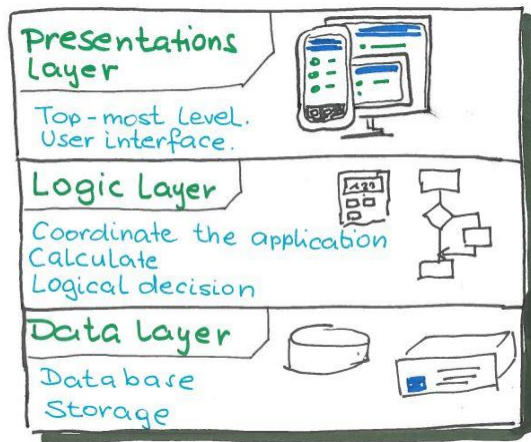 Presentations
Layer
Top-most Level.
User interface.
Logic Layer
Coordinate the application
Calculate
Logical decision
Data Layer
Database
Storage